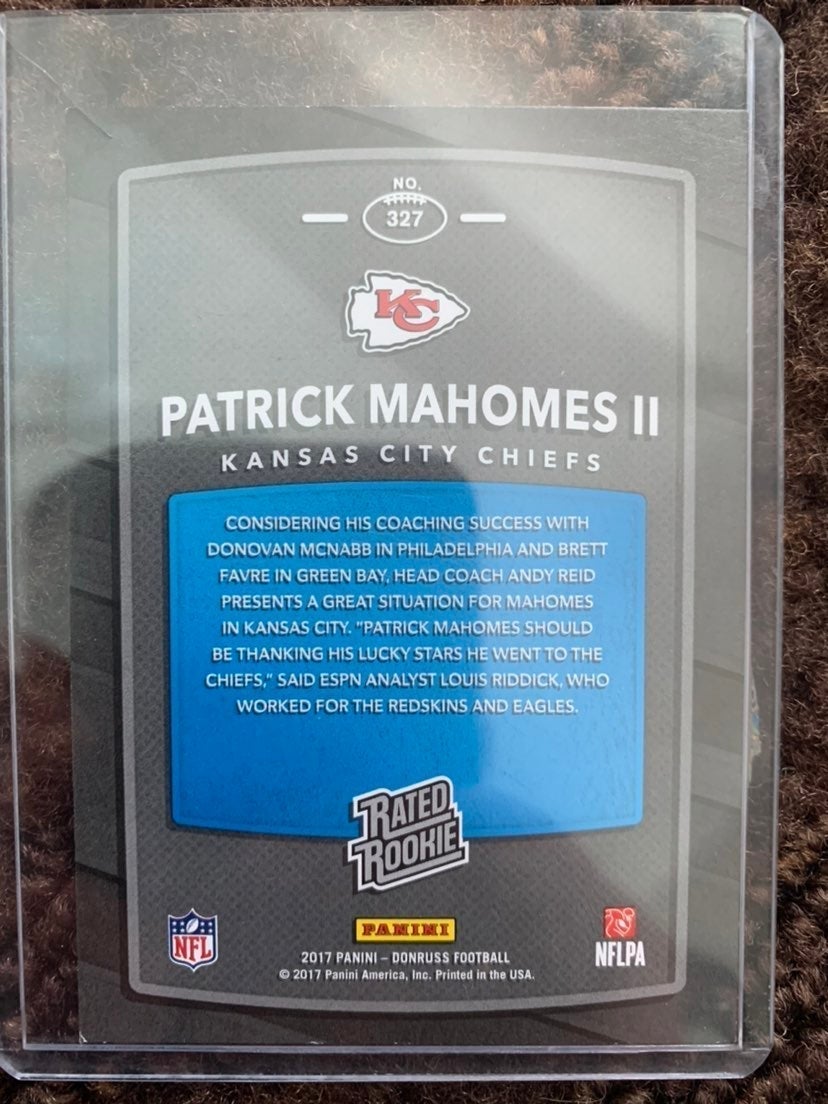 NO.
327
KC
PATRICK MAHOMES II
KANSAS CITY CHIEFS
CONSIDERING HIS COACHING SUCCESS WITH
DONOVAN MCNABB IN PHILADELPHIA AND BRETT
FAVRE IN GREEN BAY, HEAD COACH ANDY REID
PRESENTS A GREAT SITUATION FOR MAHOMES
IN KANSAS CITY. "PATRICK MAHOMES SHOULD
BE THANKING HIS LUCKY STARS HE WENT TO THE
CHIEFS," SAID ESPN ANALYST LOUIS RIDDICK, WHO
WORKED FOR THE REDSKINS AND EAGLES.
RATED
ROOKIE
NFL
PANINI
NFLPA
2017 PANINI – DONRUSS FOOTBALL
© 2017 Panini America, Inc. Printed in the USA.